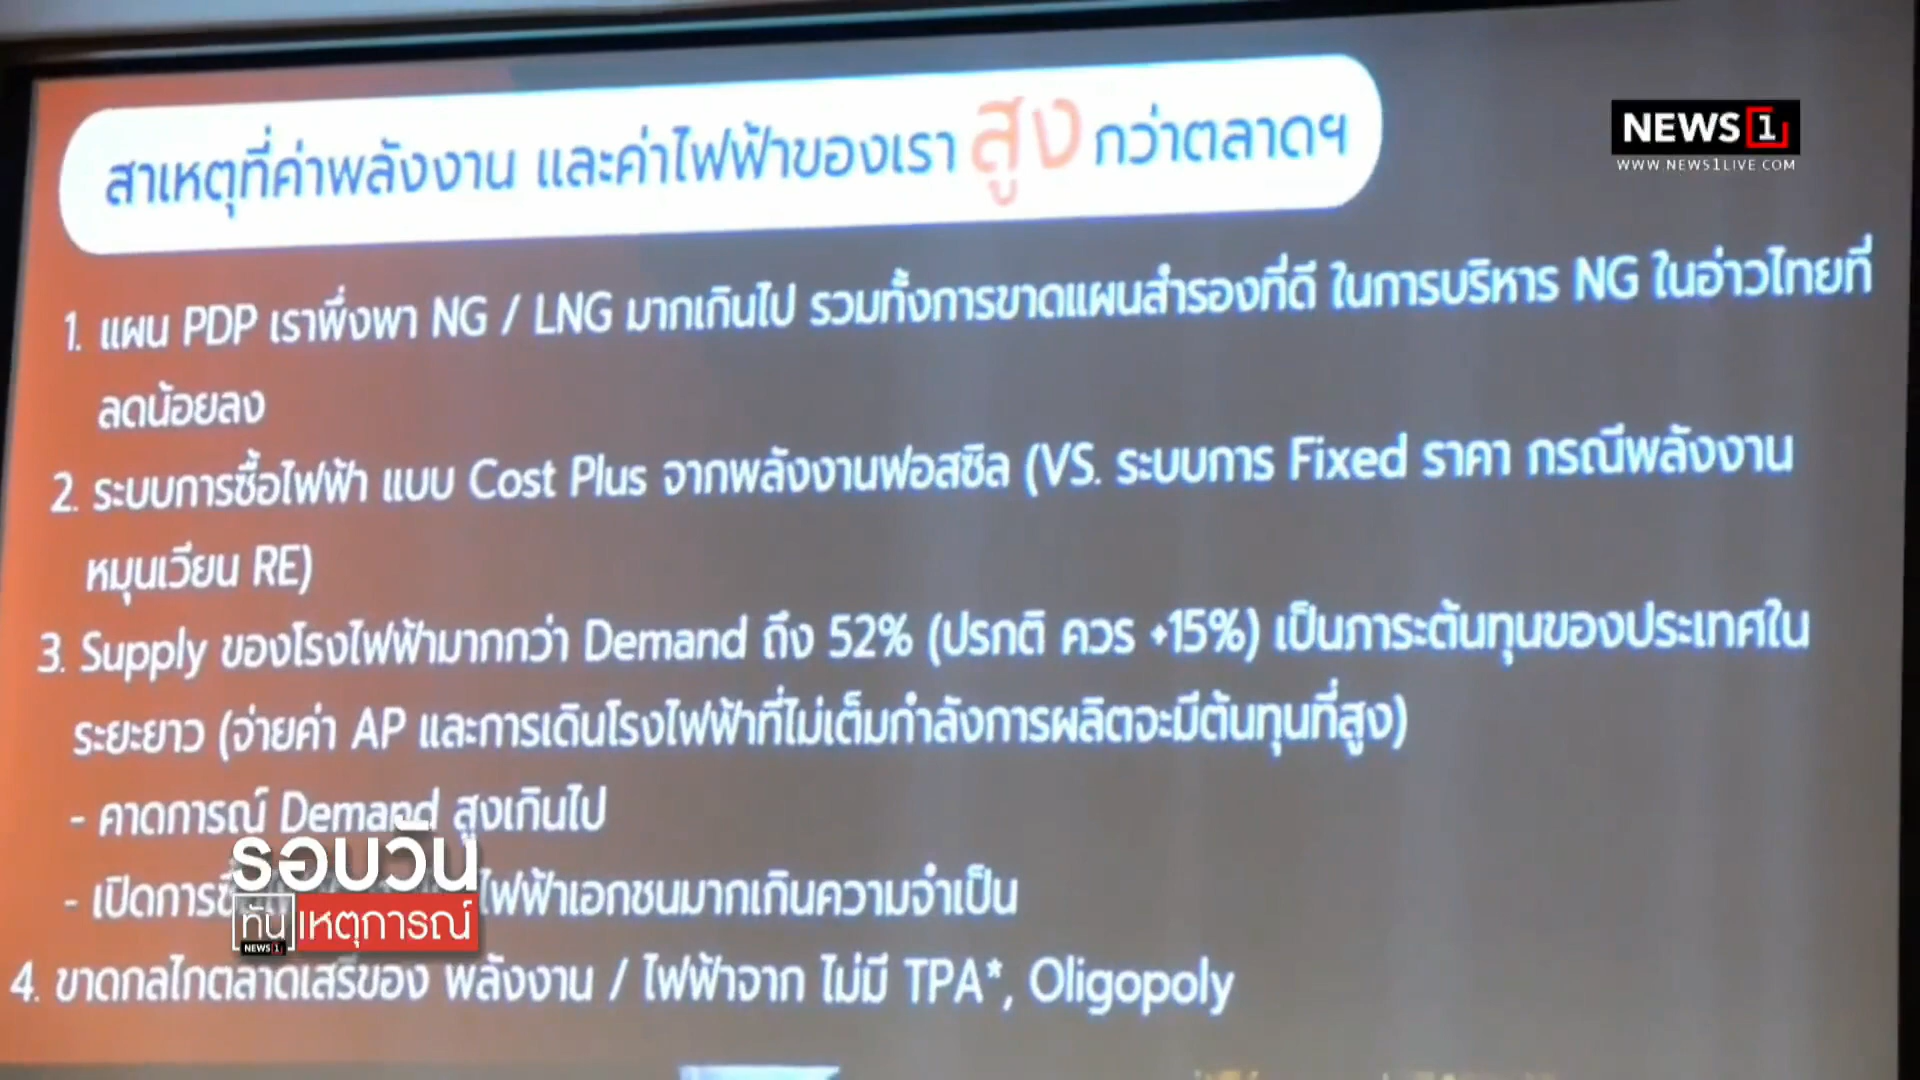 สาเหตุที่ค่าพลังงาน และค่าไฟฟ้าของเรา สูง กว่าตลาดฯ
NEWS 1
WWW.NEWS1LIVE.COM
1. แผน PDP เราพึ่งพา NG / LNG มากเกินไป รวมทั้งการขาดแผนสำรองที่ดี ในการบริหาร NG ในอ่าวไทยที่
ลดน้อยลง
2. ระบบการซื้อไฟฟ้า แบบ Cost Plus จากพลังงานฟอสซิล (VS. ระบบการ Fixed ราคา กรณีพลังงาน
หมุนเวียน RE)
3. Supply ของโรงไฟฟ้ามากกว่า Demand ถึง 52% (ปรกติ ควร +15%) เป็นภาระต้นทุนของประเทศใน
ระยะยาว (จ่ายค่า AP และการเดินโรงไฟฟ้าที่ไม่เต็มกำลังการผลิตจะมีต้นทุนที่สูง)
- คาดการณ์ Demand สูงเกินไป
- เปิดการซื้อ ไฟฟ้าเอกชนมากเกินความจำเป็น
4. ขาดกลไกตลาดเสรีของ พลังงาน / ไฟฟ้าจาก ไม่มี TPA*, Oligopoly
รอบวัน
ทันเหตุการณ์
NEWS 1